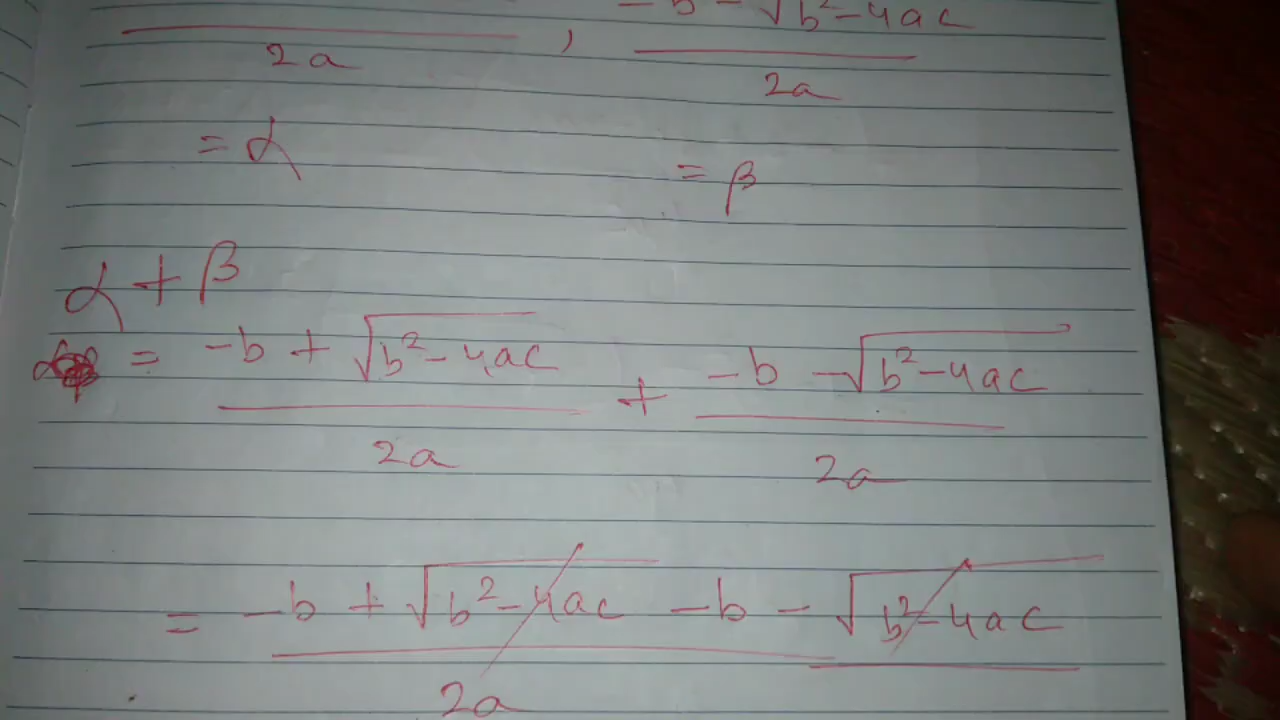 -b - √b²-4ac
2a , 2a
= α = β
α + β
= -b + √b²-4ac + -b - √b²-4ac
2a 2a
= -b + √b²-4ac -b - √b²-4ac
2a